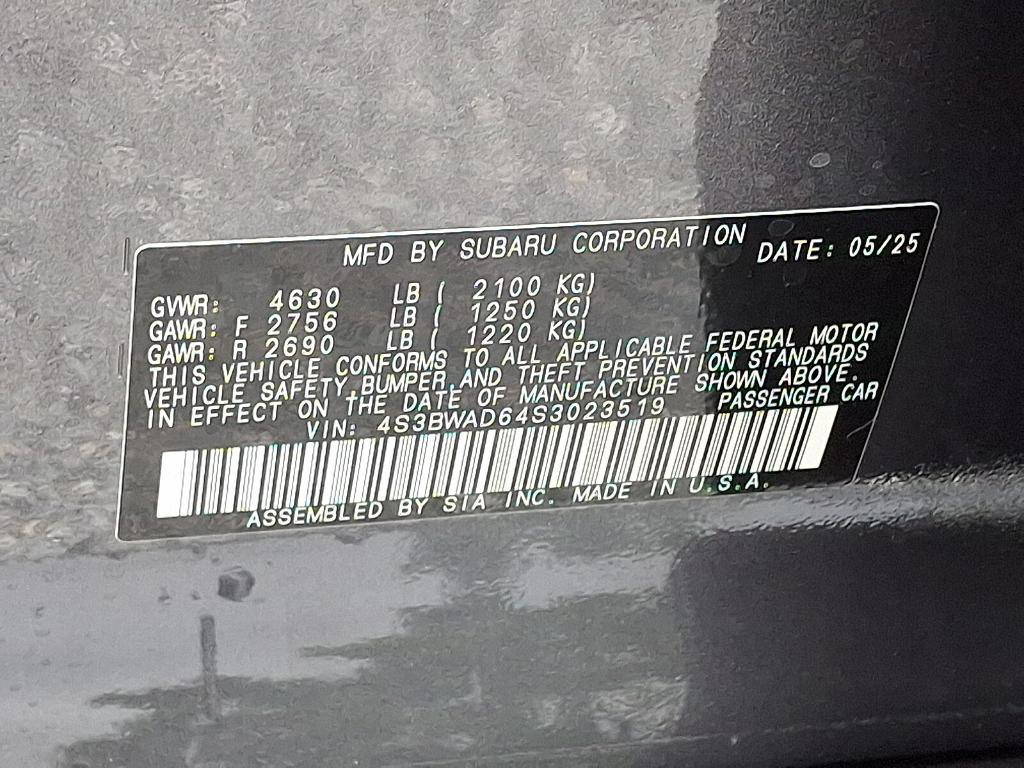 MFD BY SUBARU CORPORATION DATE: 05/25
GVWR: 4630 LB ( 2100 KG)
GAWR: F 2756 LB ( 1250 KG)
GAWR: R 2690 LB ( 1220 KG)
THIS VEHICLE CONFORMS TO ALL APPLICABLE FEDERAL MOTOR
VEHICLE SAFETY,BUMPER,AND THEFT PREVENTION STANDARDS
IN EFFECT ON THE DATE OF MANUFACTURE SHOWN ABOVE.
VIN: 4S3BWAD64S3023519 PASSENGER CAR
ASSEMBLED BY SIA INC. MADE IN U.S.A.